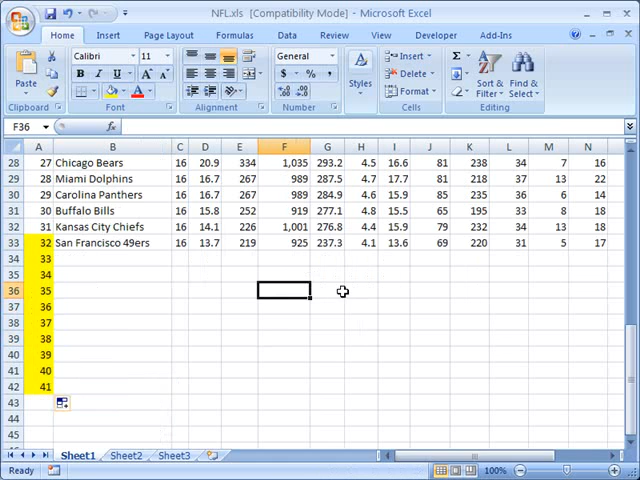 NFL.xls [Compatibility Mode] - Microsoft Excel
Home Insert Page Layout Formulas Data Review View Developer Add-Ins
Calibri 11 General Insert Σ
Paste B I U A $ % , Styles Delete Sort & Filter Find & Select
Format
Clipboard Font Alignment Number Cells Editing
F36 fx
A B C D E F G H I J K L M N
28 27 Chicago Bears 16 20.9 334 1,035 293.2 4.5 16.6 81 238 34 7 16
29 28 Miami Dolphins 16 16.7 267 989 287.5 4.7 17.7 81 218 37 13 22
30 29 Carolina Panthers 16 16.7 267 989 284.9 4.6 15.9 85 235 36 6 14
31 30 Buffalo Bills 16 15.8 252 919 277.1 4.8 15.5 65 195 33 8 18
32 31 Kansas City Chiefs 16 14.1 226 1,001 276.8 4.4 15.9 79 232 34 13 18
33 32 San Francisco 49ers 16 13.7 219 925 237.3 4.1 13.6 69 220 31 5 17
34 33
35 34
36 35
37 36
38 37
39 38
40 39
41 40
42 41
43
44
45
46
Sheet1 Sheet2 Sheet3
Ready 100%